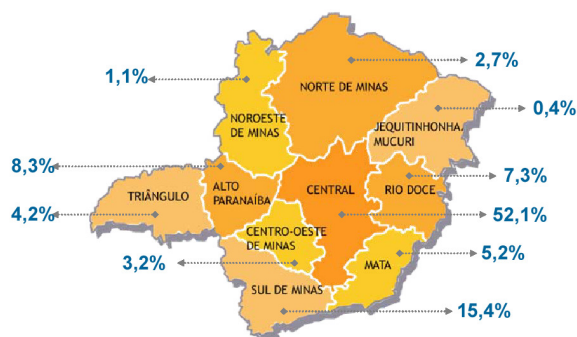 2,7%
1,1%
NORTE DE MINAS
0,4%
NOROESTE
DE MINAS
JEQUITINHONHA/
MUCURI
8,3%
7,3%
TRIÂNGULO
ALTO
PARANAÍBA
CENTRAL
RIO DOCE
4,2%
52,1%
CENTRO-OESTE
DE MINAS
5,2%
3,2%
MATA
SUL DE MINAS
15,4%